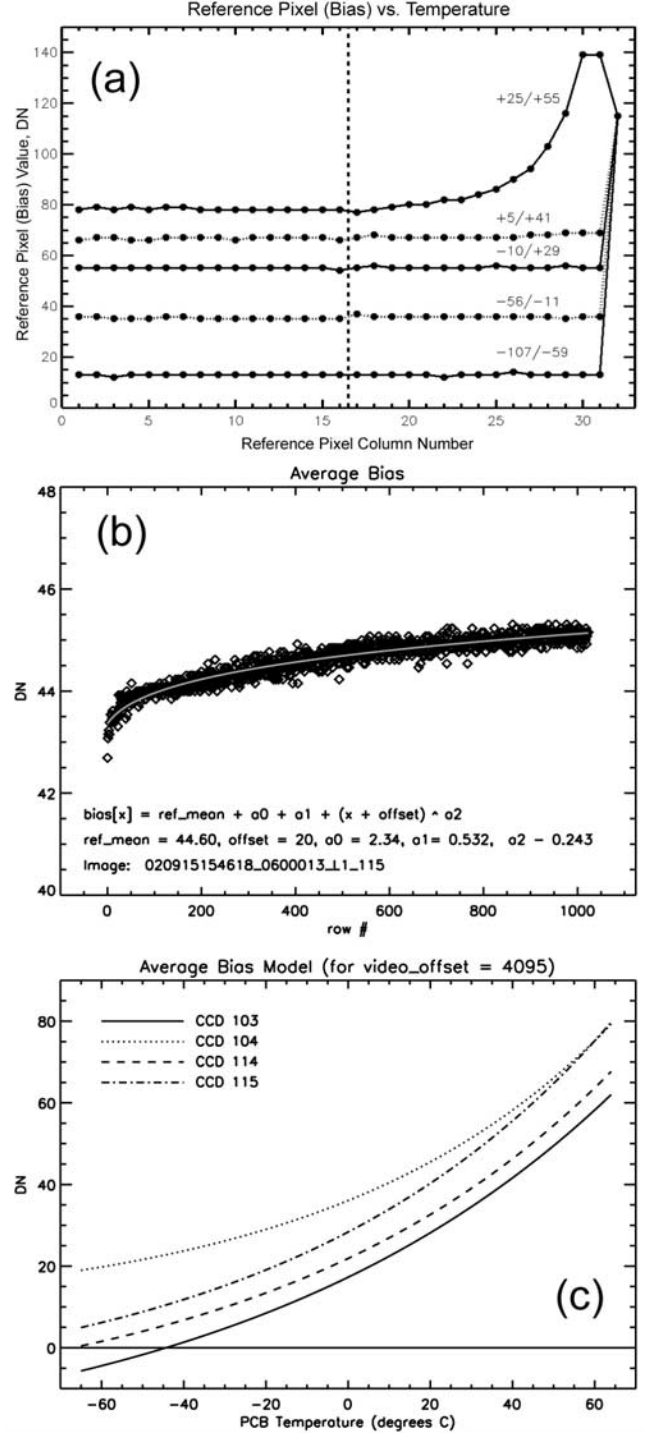 Reference Pixel (Bias) vs. Temperature
(a)
Reference Pixel (Bias) Value, DN
140
120
100
80
60
40
20
0
+25/+55
+5/+41
−10/+29
−56/−11
−107/−59
0 5 10 15 20 25 30
Reference Pixel Column Number
Average Bias
(b)
DN
48
46
44
42
40
bias[x] = ref_mean + a0 + a1 + (x + offset) ^ a2
ref_mean = 44.60, offset = 20, a0 = 2.34, a1= 0.532, a2 − 0.243
Image: 020915154618_0600013_L1_115
0 200 400 600 800 1000
row #
Average Bias Model (for video_offset = 4095)
CCD 103
CCD 104
CCD 114
CCD 115
DN
80
60
40
20
0
(c)
−60 −40 −20 0 20 40 60
PCB Temperature (degrees C)